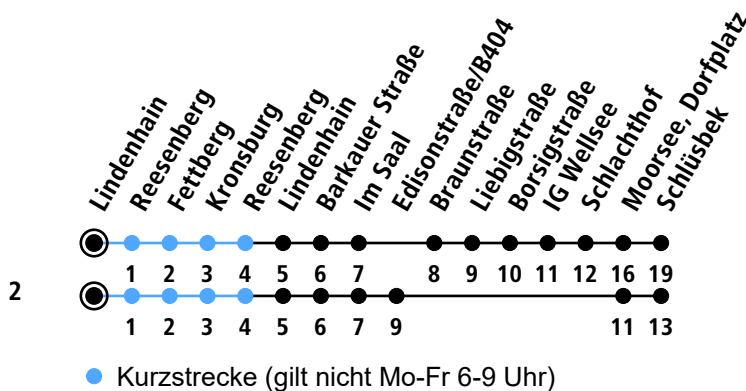 Lindenhain
Reesenberg
Fettberg
Kronsburg
Reesenberg
Lindenhain
Barkauer Straße
Im Saal
Edisonstraße/B404
Braunstraße
Liebigstraße
Borsigstraße
IG Wellsee
Schlachthof
Moorsee, Dorfplatz
Schlüsbek
1 2 3 4 5 6 7 8 9 10 11 12 16 19
2
1 2 3 4 5 6 7 9 11 13
Kurzstrecke (gilt nicht Mo-Fr 6-9 Uhr)